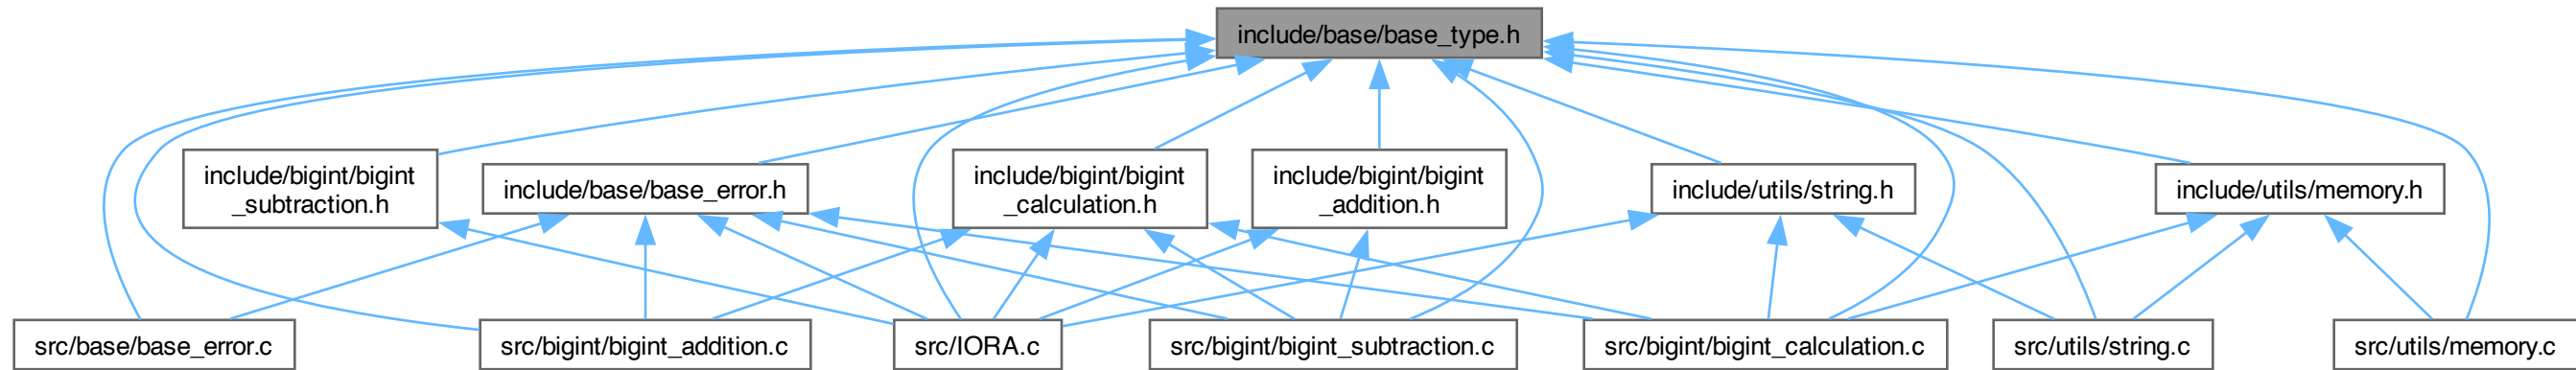 include/base/base_type.h
include/bigint/bigint
_subtraction.h
include/base/base_error.h
include/bigint/bigint
_calculation.h
include/bigint/bigint
_addition.h
include/utils/string.h
include/utils/memory.h
src/base/base_error.c
src/bigint/bigint_addition.c
src/IORA.c
src/bigint/bigint_subtraction.c
src/bigint/bigint_calculation.c
src/utils/string.c
src/utils/memory.c